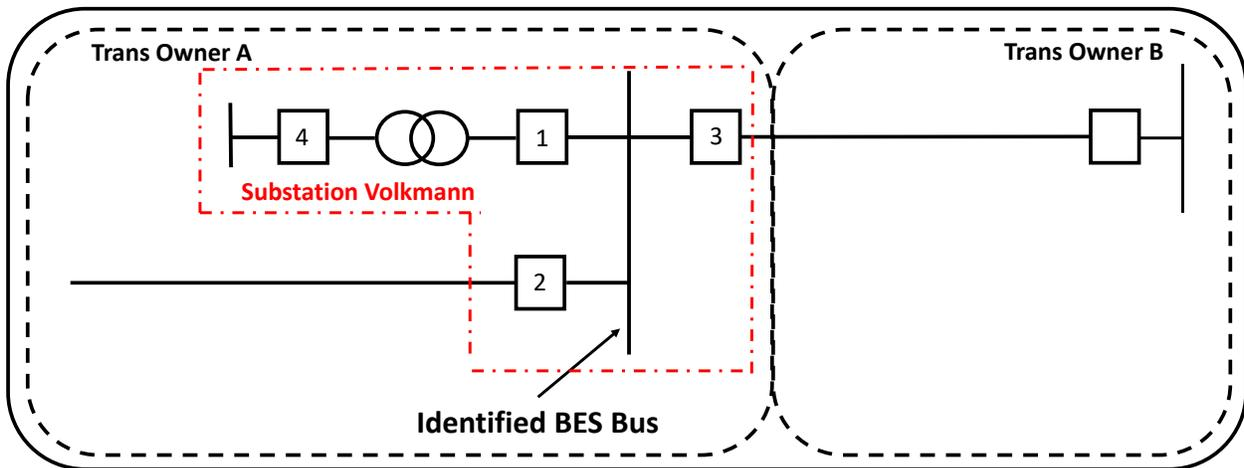 Trans Owner A
Trans Owner B
4
1
3
Substation Volkmann
2
Identified BES Bus